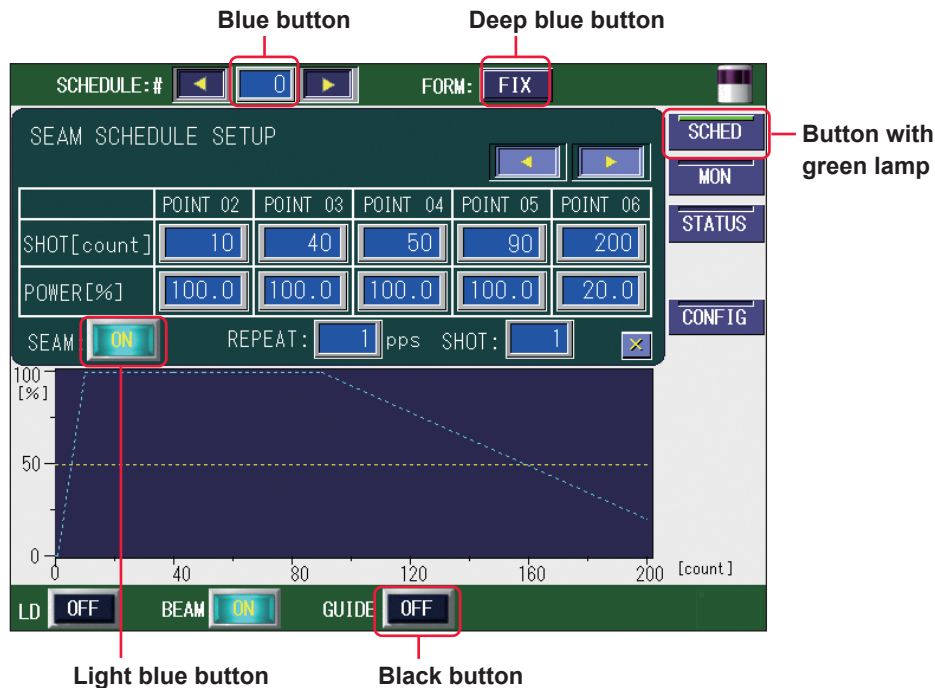 Blue button
Deep blue button
SCHEDULE:# 0 FORM: FIX
SCHED
Button with
green lamp
SEAM SCHEDULE SETUP
MON
STATUS
CONFIG
POINT 02 POINT 03 POINT 04 POINT 05 POINT 06
SHOT[count] 10 40 50 90 200
POWER[%] 100.0 100.0 100.0 100.0 20.0
SEAM: ON REPEAT: 1 pps SHOT: 1 ×
100
[%]
50
0
0 40 80 120 160 200 [count]
LD OFF BEAM ON GUIDE OFF
Light blue button
Black button